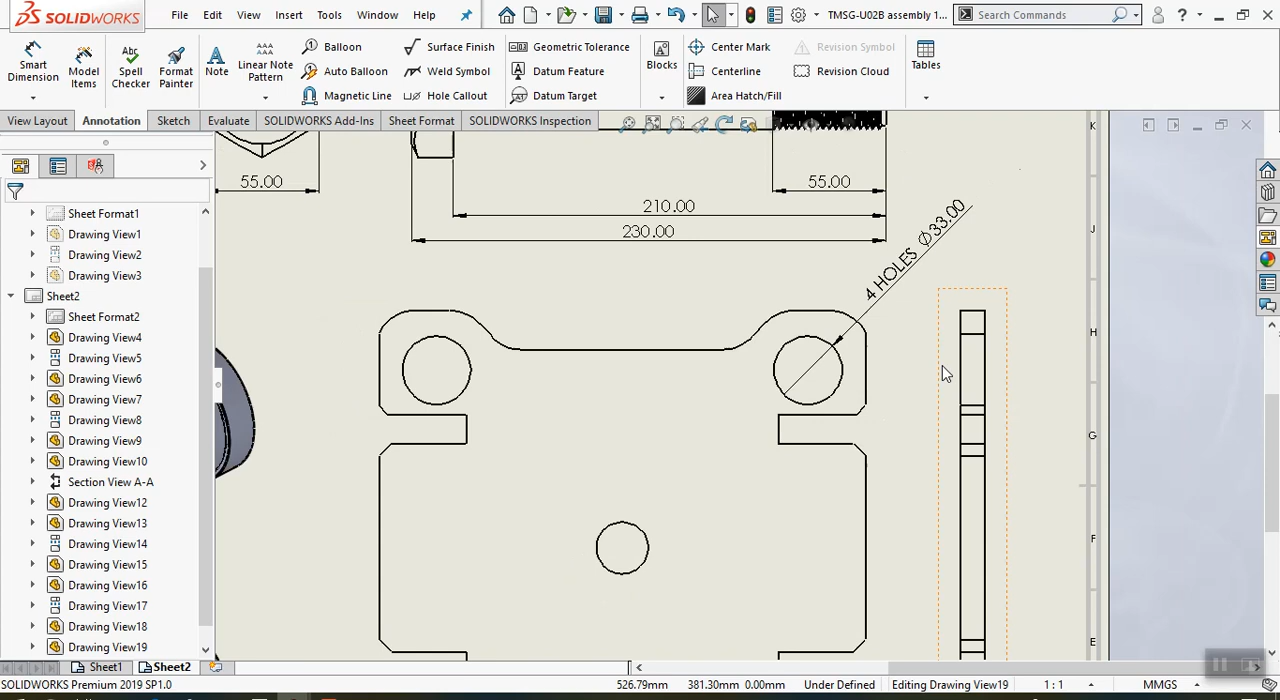 SOLIDWORKS File Edit View Insert Tools Window Help TMSG-U02B assembly 1... Search Commands ?
Smart Dimension
Model Items
Spell Checker
Format Painter
Note
Linear Note Pattern
Balloon
Auto Balloon
Magnetic Line
Surface Finish
Weld Symbol
Hole Callout
Geometric Tolerance
Datum Feature
Datum Target
Blocks
Center Mark
Centerline
Area Hatch/Fill
Revision Symbol
Revision Cloud
Tables
View Layout Annotation Sketch Evaluate SOLIDWORKS Add-Ins Sheet Format SOLIDWORKS Inspection
Sheet Format1
Drawing View1
Drawing View2
Drawing View3
Sheet2
Sheet Format2
Drawing View4
Drawing View5
Drawing View6
Drawing View7
Drawing View8
Drawing View9
Drawing View10
Section View A-A
Drawing View12
Drawing View13
Drawing View14
Drawing View15
Drawing View16
Drawing View17
Drawing View18
Drawing View19
55.00
55.00
210.00
230.00
4 HOLES Ø33.00
K
J
H
G
F
E
Sheet1 Sheet2
SOLIDWORKS Premium 2019 SP1.0 526.79mm 381.30mm 0.00mm Under Defined Editing Drawing View19 1 : 1 MMGS